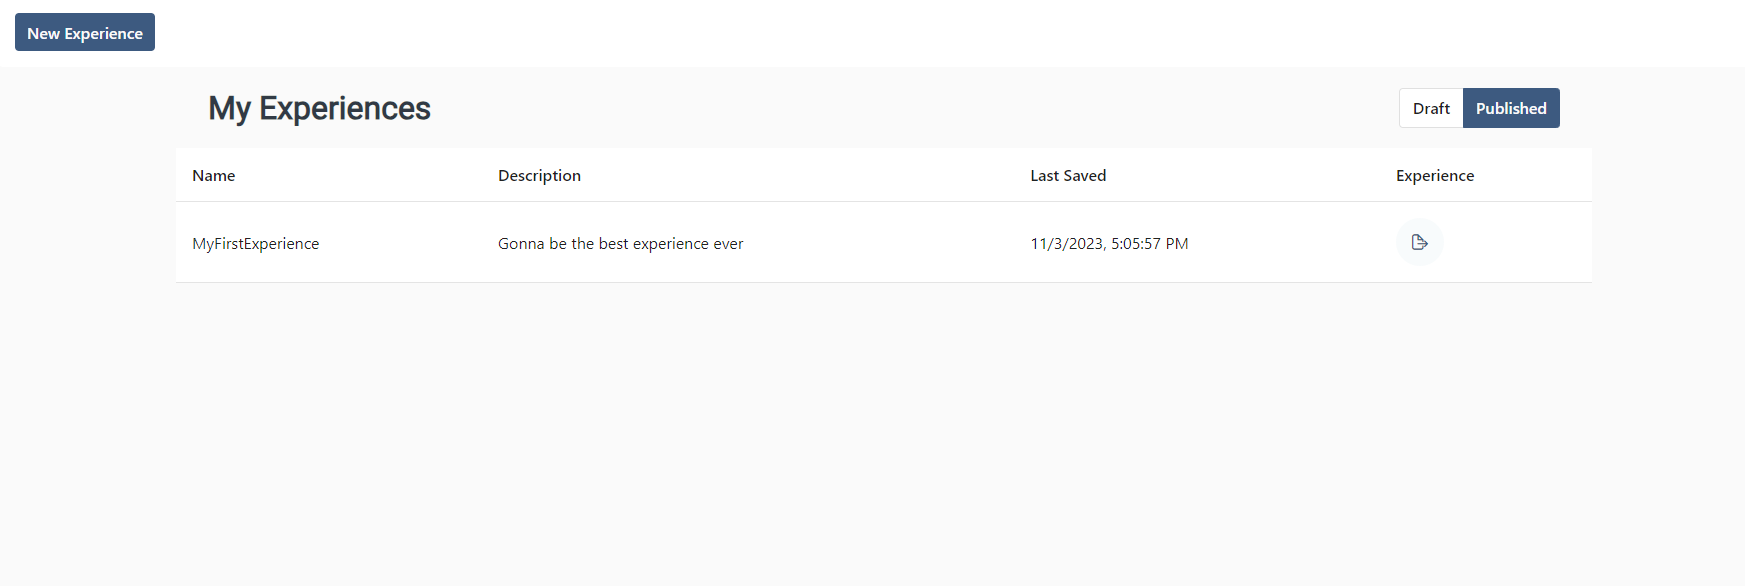 New Experience
My Experiences
Draft Published
Name Description Last Saved Experience
MyFirstExperience Gonna be the best experience ever 11/3/2023, 5:05:57 PM